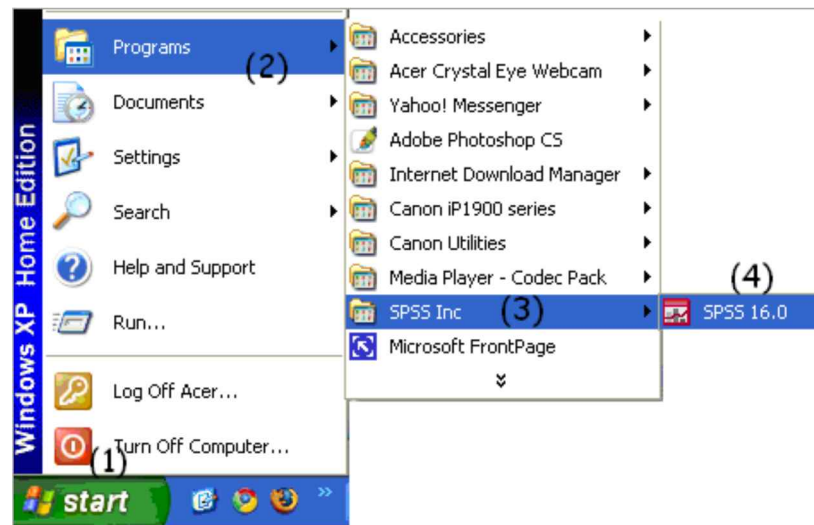 Windows XP Home Edition
Programs
(2)
Documents
Settings
Search
Help and Support
Run...
Log Off Acer...
Turn Off Computer...
(1)
start
Accessories
Acer Crystal Eye Webcam
Yahoo! Messenger
Adobe Photoshop CS
Internet Download Manager
Canon iP1900 series
Canon Utilities
Media Player - Codec Pack
SPSS Inc (3)
Microsoft FrontPage
(4)
SPSS 16.0